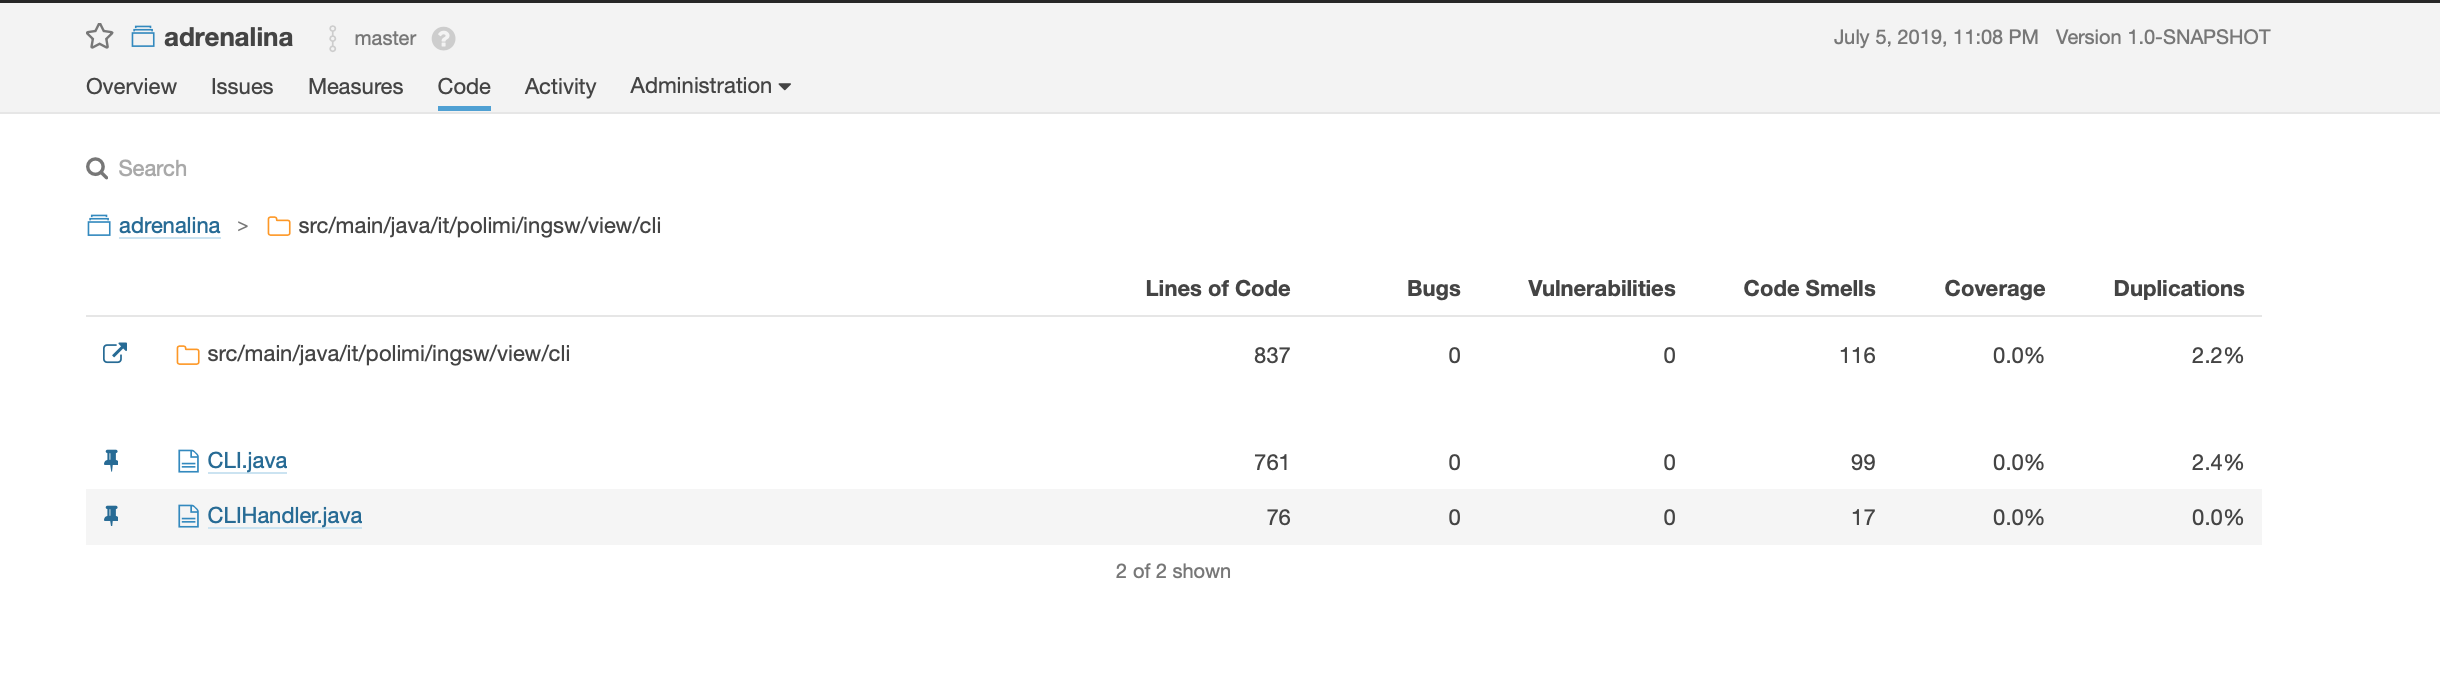 adrenalina master ? July 5, 2019, 11:08 PM Version 1.0-SNAPSHOT
Overview Issues Measures Code Activity Administration
Search
adrenalina > src/main/java/it/polimi/ingsw/view/cli
Lines of Code Bugs Vulnerabilities Code Smells Coverage Duplications
src/main/java/it/polimi/ingsw/view/cli 837 0 0 116 0.0% 2.2%
CLI.java 761 0 0 99 0.0% 2.4%
CLIHandler.java 76 0 0 17 0.0% 0.0%
2 of 2 shown